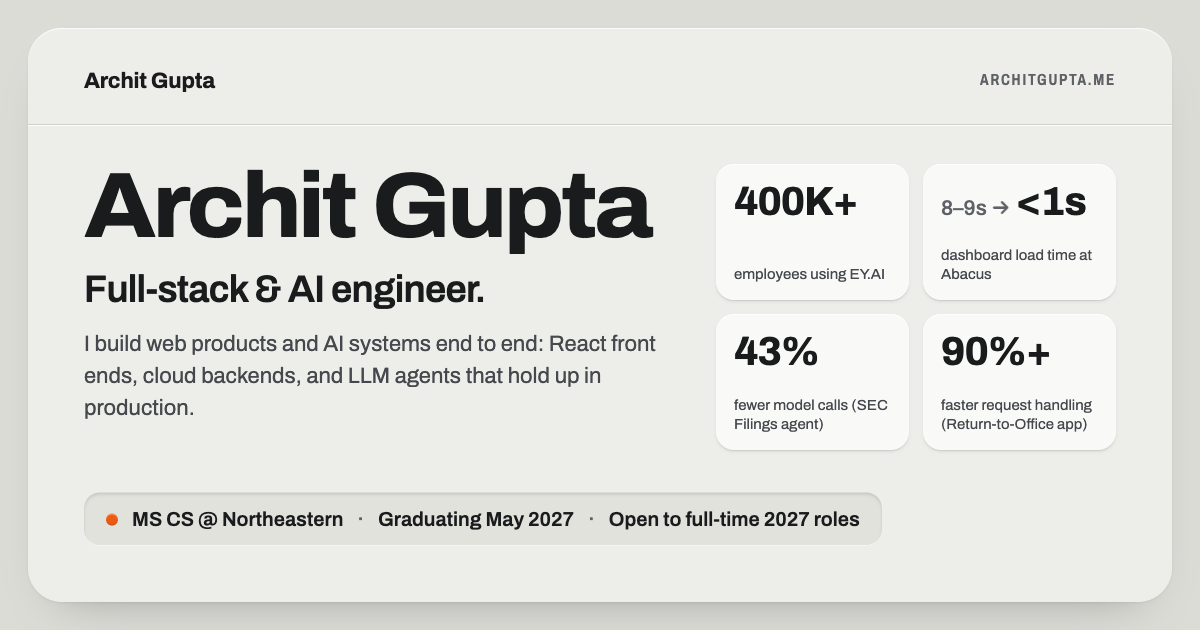 Archit Gupta
ARCHITGUPTA.ME
Archit Gupta
Full-stack & AI engineer.
I build web products and AI systems end to end: React front
ends, cloud backends, and LLM agents that hold up in
production.
400K+
employees using EY.AI
8–9s → <1s
dashboard load time at
Abacus
43%
fewer model calls (SEC
Filings agent)
90%+
faster request handling
(Return-to-Office app)
MS CS @ Northeastern · Graduating May 2027 · Open to full-time 2027 roles